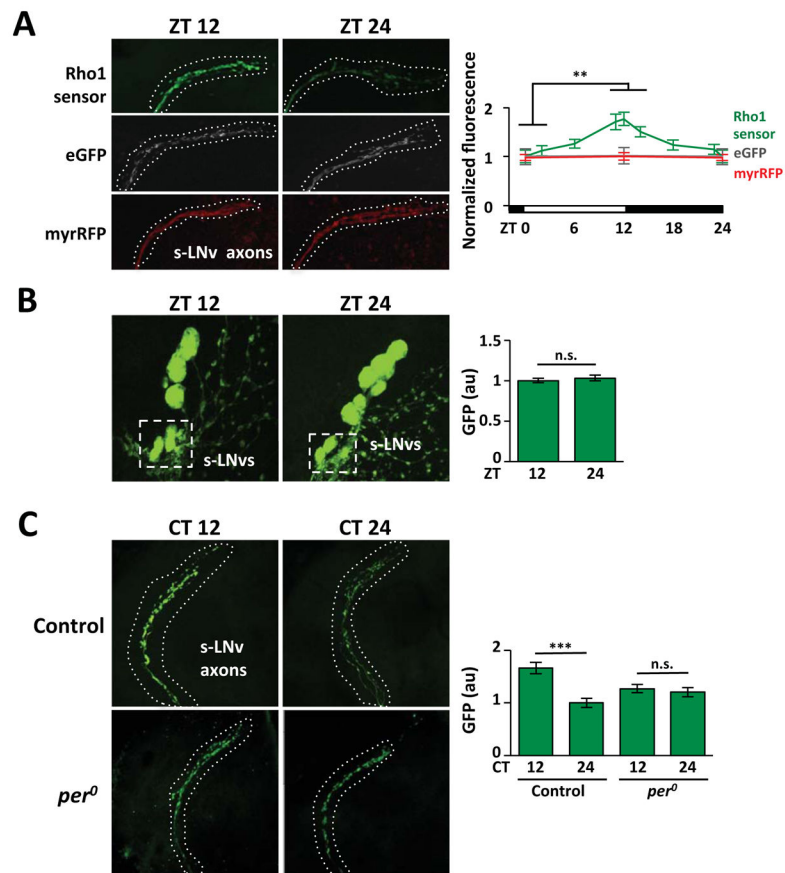 A
ZT 12
ZT 24
Rho1
sensor
eGFP
myrRFP
s-LNv axons
Normalized fluorescence
**
2
1
0
Rho1
sensor
eGFP
myrRFP
ZT 0 6 12 18 24
B
ZT 12
ZT 24
s-LNvs
s-LNvs
GFP (au)
n.s.
1.5
1
0.5
0
ZT 12 24
C
CT 12
CT 24
Control
s-LNv
axons
per⁰
GFP (au)
***
n.s.
2
1
0
CT 12 24 12 24
Control per⁰